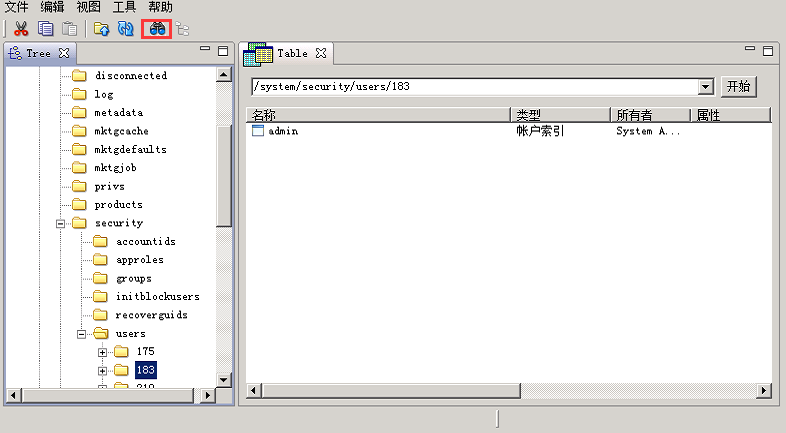 文件 编辑 视图 工具 帮助
Tree
disconnected
log
metadata
mktgcache
mktgdefaults
mktgjob
privs
products
security
accountids
approles
groups
initblockusers
recoverguids
users
175
183
Table
/system/security/users/183 开始
名称 类型 所有者 属性
admin 帐户索引 System A...